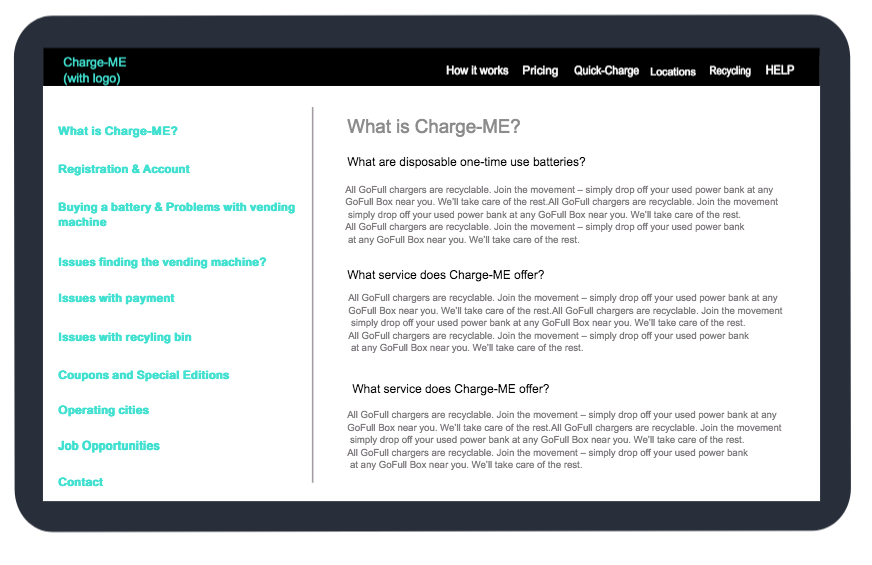 Charge-ME
(with logo)
How it works Pricing Quick-Charge Locations Recycling HELP
What is Charge-ME?
Registration & Account
Buying a battery & Problems with vending
machine
Issues finding the vending machine?
Issues with payment
Issues with recyling bin
Coupons and Special Editions
Operating cities
Job Opportunities
Contact
What is Charge-ME?
What are disposable one-time use batteries?
All GoFull chargers are recyclable. Join the movement – simply drop off your used power bank at any
GoFull Box near you. We'll take care of the rest.All GoFull chargers are recyclable. Join the movement
simply drop off your used power bank at any GoFull Box near you. We'll take care of the rest.
All GoFull chargers are recyclable. Join the movement – simply drop off your used power bank
at any GoFull Box near you. We'll take care of the rest.
What service does Charge-ME offer?
All GoFull chargers are recyclable. Join the movement – simply drop off your used power bank at any
GoFull Box near you. We'll take care of the rest.All GoFull chargers are recyclable. Join the movement
simply drop off your used power bank at any GoFull Box near you. We'll take care of the rest.
All GoFull chargers are recyclable. Join the movement – simply drop off your used power bank
at any GoFull Box near you. We'll take care of the rest.
What service does Charge-ME offer?
All GoFull chargers are recyclable. Join the movement – simply drop off your used power bank at any
GoFull Box near you. We'll take care of the rest.All GoFull chargers are recyclable. Join the movement
simply drop off your used power bank at any GoFull Box near you. We'll take care of the rest.
All GoFull chargers are recyclable. Join the movement – simply drop off your used power bank
at any GoFull Box near you. We'll take care of the rest.